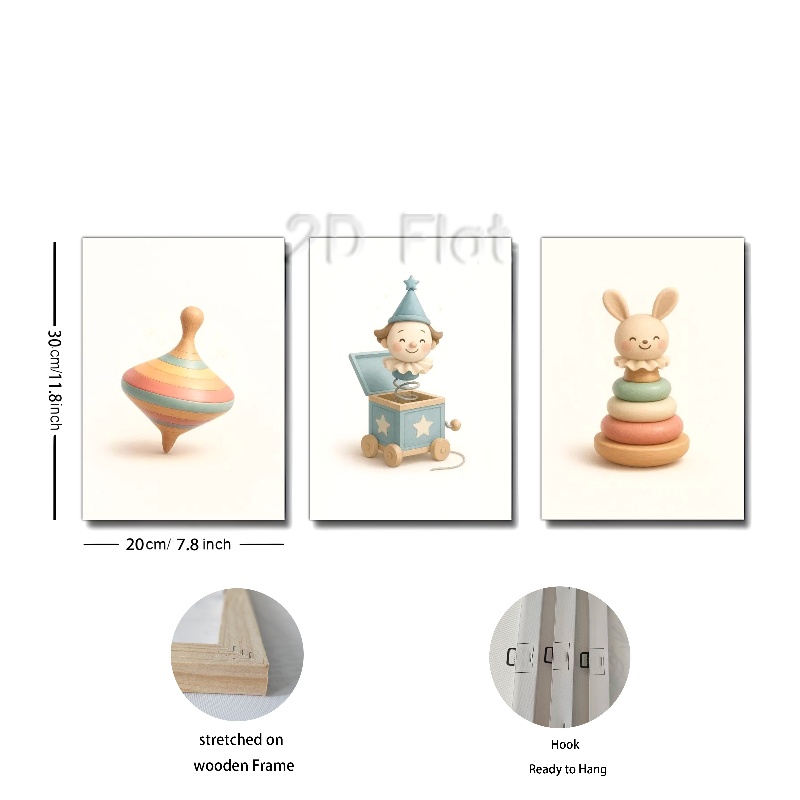 2D Flat
30cm/11.8inch
20cm/ 7.8 inch
stretched on
wooden Frame
Hook
Ready to Hang